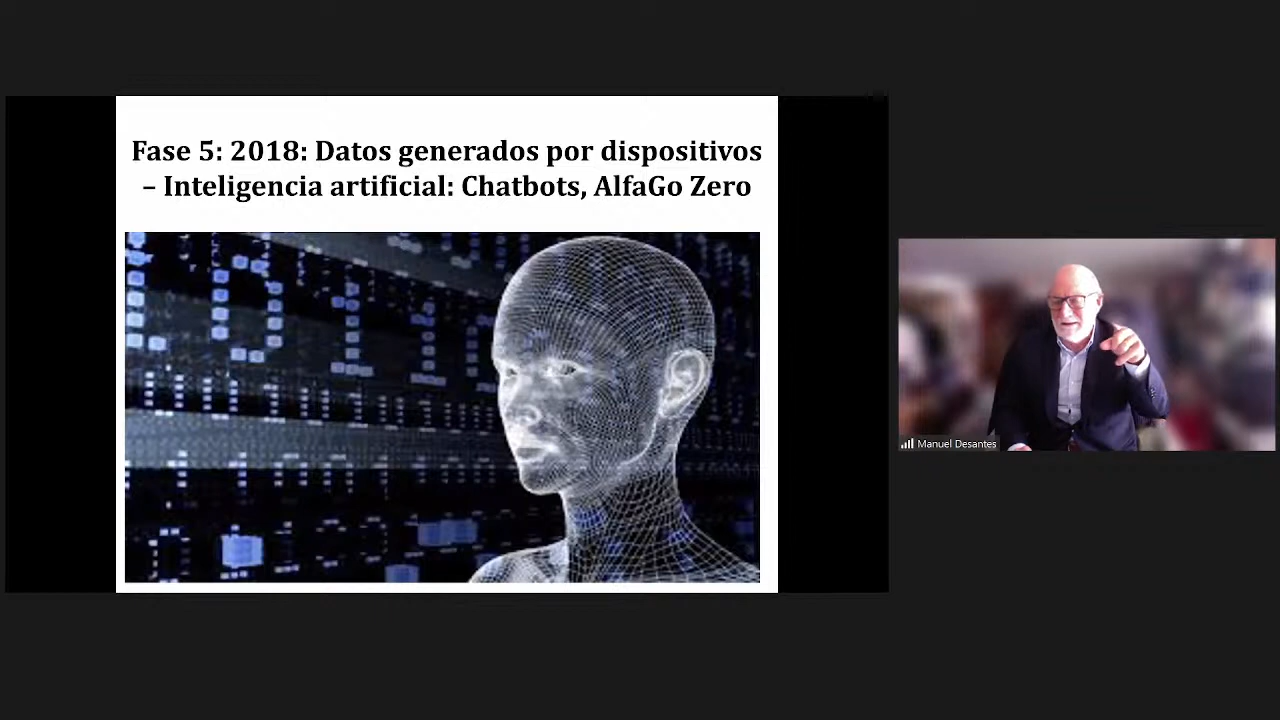 Fase 5: 2018: Datos generados por dispositivos
– Inteligencia artificial: Chatbots, AlfaGo Zero
Manuel Desantes